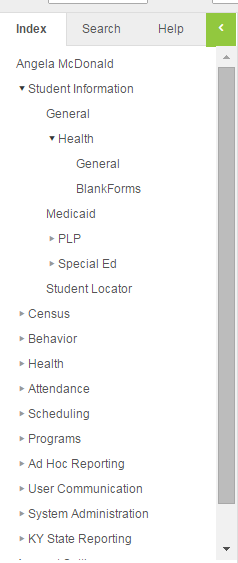 Index Search Help
Angela McDonald
Student Information
General
Health
General
BlankForms
Medicaid
PLP
Special Ed
Student Locator
Census
Behavior
Health
Attendance
Scheduling
Programs
Ad Hoc Reporting
User Communication
System Administration
KY State Reporting